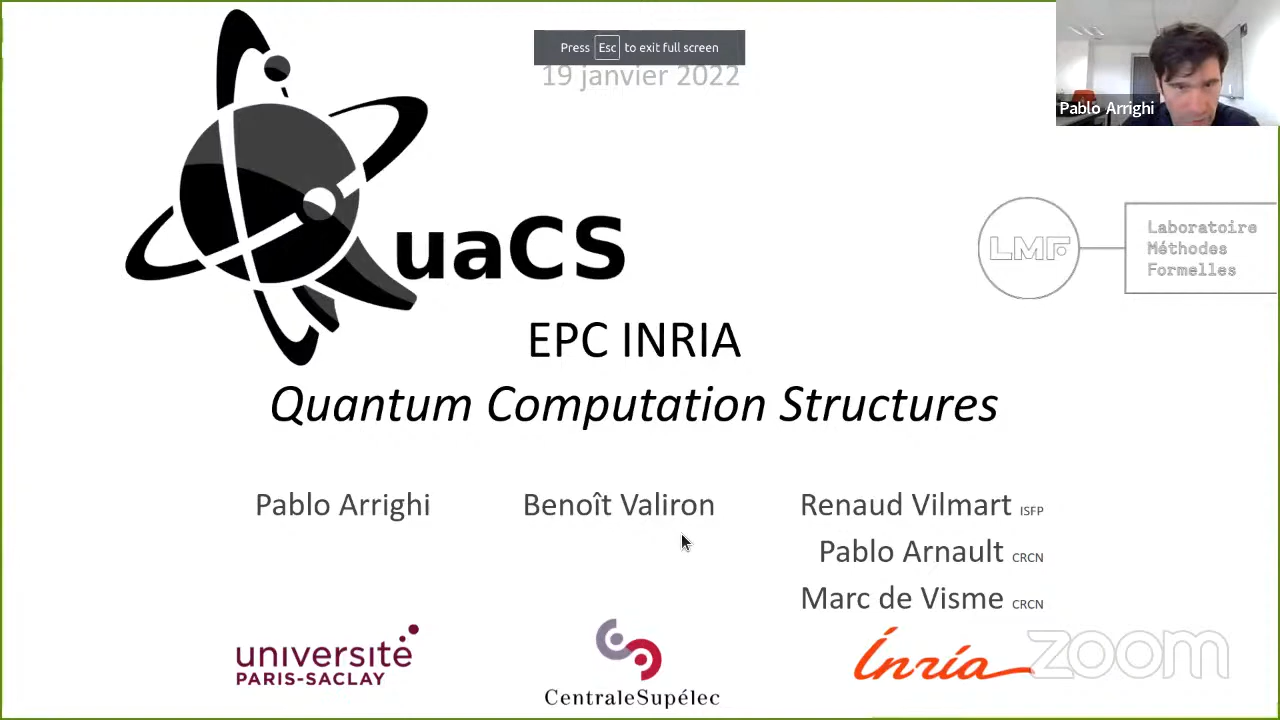 Press Esc to exit full screen
19 janvier 2022
Pablo Arrighi
QuaCS
LMF
Laboratoire
Méthodes
Formelles
EPC INRIA
Quantum Computation Structures
Pablo Arrighi
Benoît Valiron
Renaud Vilmart ISFP
Pablo Arnault CRCN
Marc de Visme CRCN
université
PARIS-SACLAY
CentraleSupélec
Inria
zoom